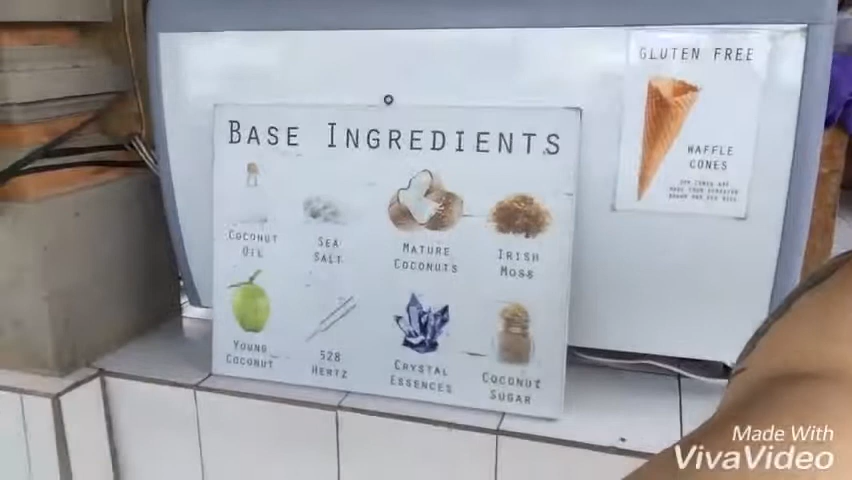 GLUTEN FREE
WAFFLE
CONES
BASE INGREDIENTS
COCONUT
OIL
SEA
SALT
MATURE
COCONUTS
IRISH
MOSS
YOUNG
COCONUT
528
HERTZ
CRYSTAL
ESSENCES
COCONUT
SUGAR
Made With
VivaVideo